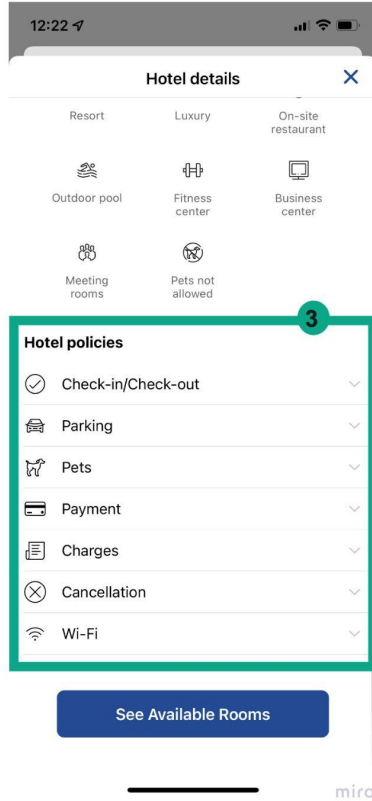 12:22
Hotel details
Resort
Luxury
On-site
restaurant
Outdoor pool
Fitness
center
Business
center
Meeting
rooms
Pets not
allowed
3
Hotel policies
Check-in/Check-out
Parking
Pets
Payment
Charges
Cancellation
Wi-Fi
See Available Rooms